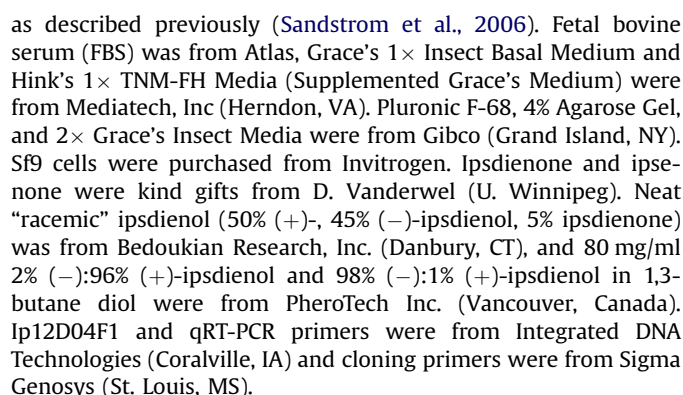 as described previously (Sandstrom et al., 2006). Fetal bovine
serum (FBS) was from Atlas, Grace's 1× Insect Basal Medium and
Hink's 1× TNM-FH Media (Supplemented Grace's Medium) were
from Mediatech, Inc (Herndon, VA). Pluronic F-68, 4% Agarose Gel,
and 2× Grace's Insect Media were from Gibco (Grand Island, NY).
Sf9 cells were purchased from Invitrogen. Ipsdienone and ipse-
none were kind gifts from D. Vanderwel (U. Winnipeg). Neat
“racemic” ipsdienol (50% (+)-, 45% (−)-ipsdienol, 5% ipsdienone)
was from Bedoukian Research, Inc. (Danbury, CT), and 80 mg/ml
2% (−):96% (+)-ipsdienol and 98% (−):1% (+)-ipsdienol in 1,3-
butane diol were from PheroTech Inc. (Vancouver, Canada).
Ip12D04F1 and qRT-PCR primers were from Integrated DNA
Technologies (Coralville, IA) and cloning primers were from Sigma
Genosys (St. Louis, MS).